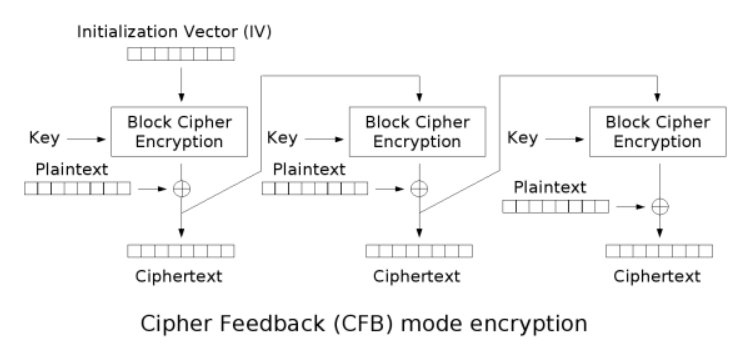 Initialization Vector (IV)
Block Cipher
Encryption
Block Cipher
Encryption
Block Cipher
Encryption
Key
Key
Key
Plaintext
Plaintext
Plaintext
Ciphertext
Ciphertext
Ciphertext
Cipher Feedback (CFB) mode encryption